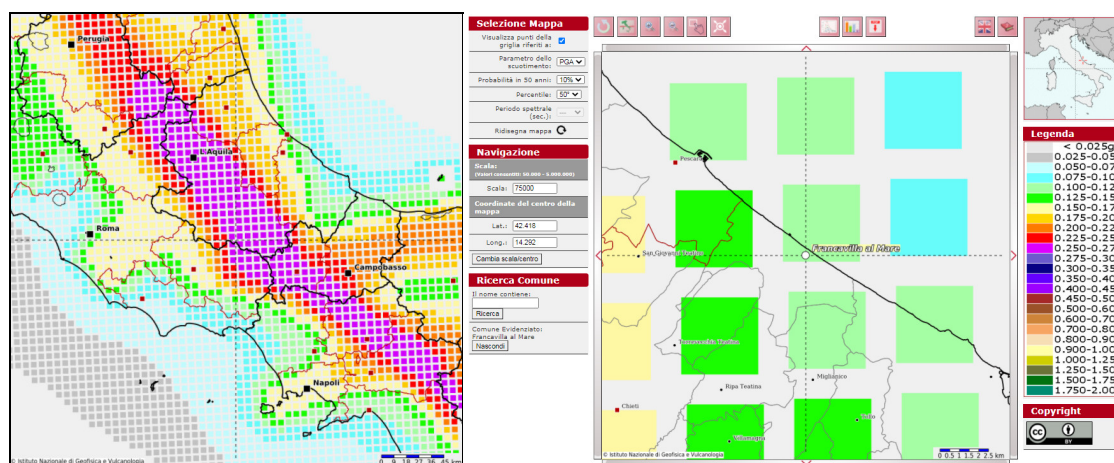 Perugia
L'Aquila
Roma
Campobasso
Napoli
© Istituto Nazionale di Geofisica e Vulcanologia
0 9 18 27 36 45 km
Selezione Mappa
Visualizza punti della
griglia riferiti a:
Parametro dello
scuotimento: PGA
Probabilità in 50 anni: 10%
Percentile: 50°
Periodo spettrale
(sec.): ---
Ridisegna mappa
Navigazione
Scala:
(Valori consentiti: 50.000 - 6.000.000)
Scala: 75000
Coordinate del centro della
mappa
Lat.: 42.418
Long.: 14.292
Cambia scala/centro
Ricerca Comune
Il nome contiene:
Ricerca
Comune Evidenziato:
Francavilla al Mare
Nascondi
Pescara
Francavilla al Mare
San Giovanni Teatino
Torrevecchia Teatina
Ripa Teatina
Miglianico
Chieti
Tollo
Villamagna
© Istituto Nazionale di Geofisica e Vulcanologia
0 0.5 1 1.5 2 2.5 km
Legenda
< 0.025g
0.025-0.05
0.050-0.07
0.075-0.10
0.100-0.12
0.125-0.15
0.150-0.17
0.175-0.20
0.200-0.22
0.225-0.25
0.250-0.27
0.275-0.30
0.300-0.35
0.350-0.40
0.400-0.45
0.450-0.50
0.500-0.60
0.600-0.70
0.700-0.80
0.800-0.90
0.900-1.00
1.000-1.25
1.250-1.50
1.500-1.75
1.750-2.00
Copyright
CC BY